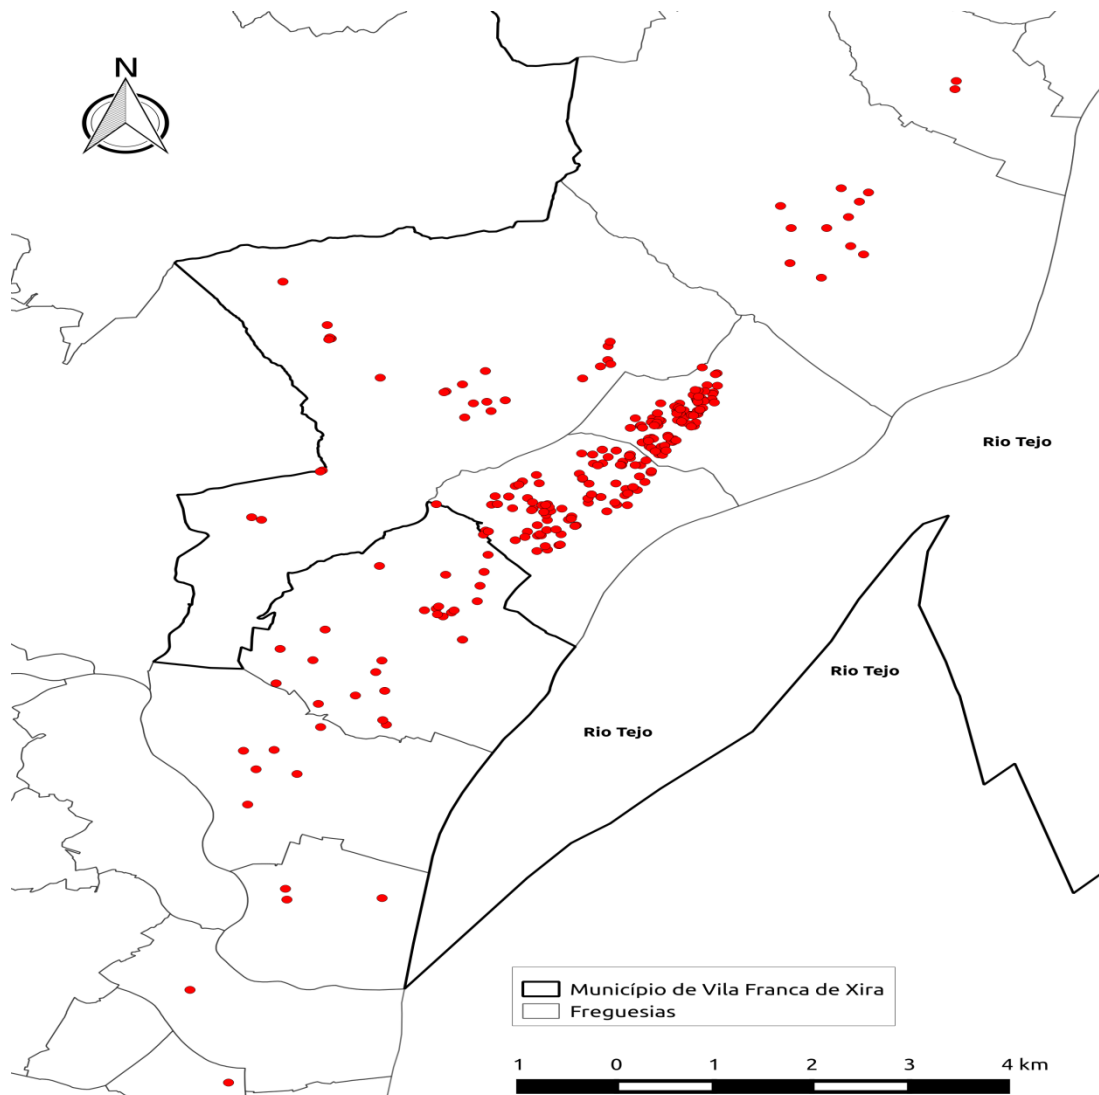 N
Rio Tejo
Rio Tejo
Rio Tejo
Município de Vila Franca de Xira
Freguesias
1 0 1 2 3 4 km